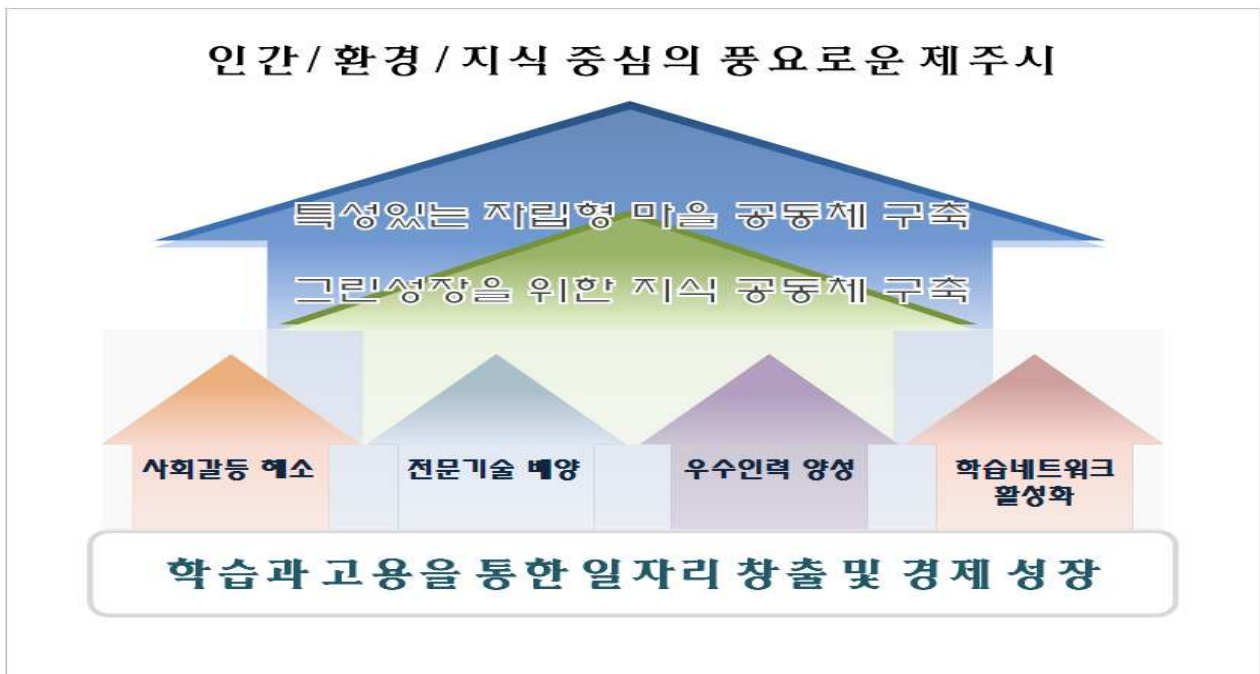 인간/환경/지식 중심의 풍요로운 제주시
특성있는 자립형 마을 공동체 구축
그린성장을 위한 지식 공동체 구축
사회갈등 해소
전문기술 배양
우수인력 양성
학습네트워크
활성화
학습과 고용을 통한 일자리 창출 및 경제 성장